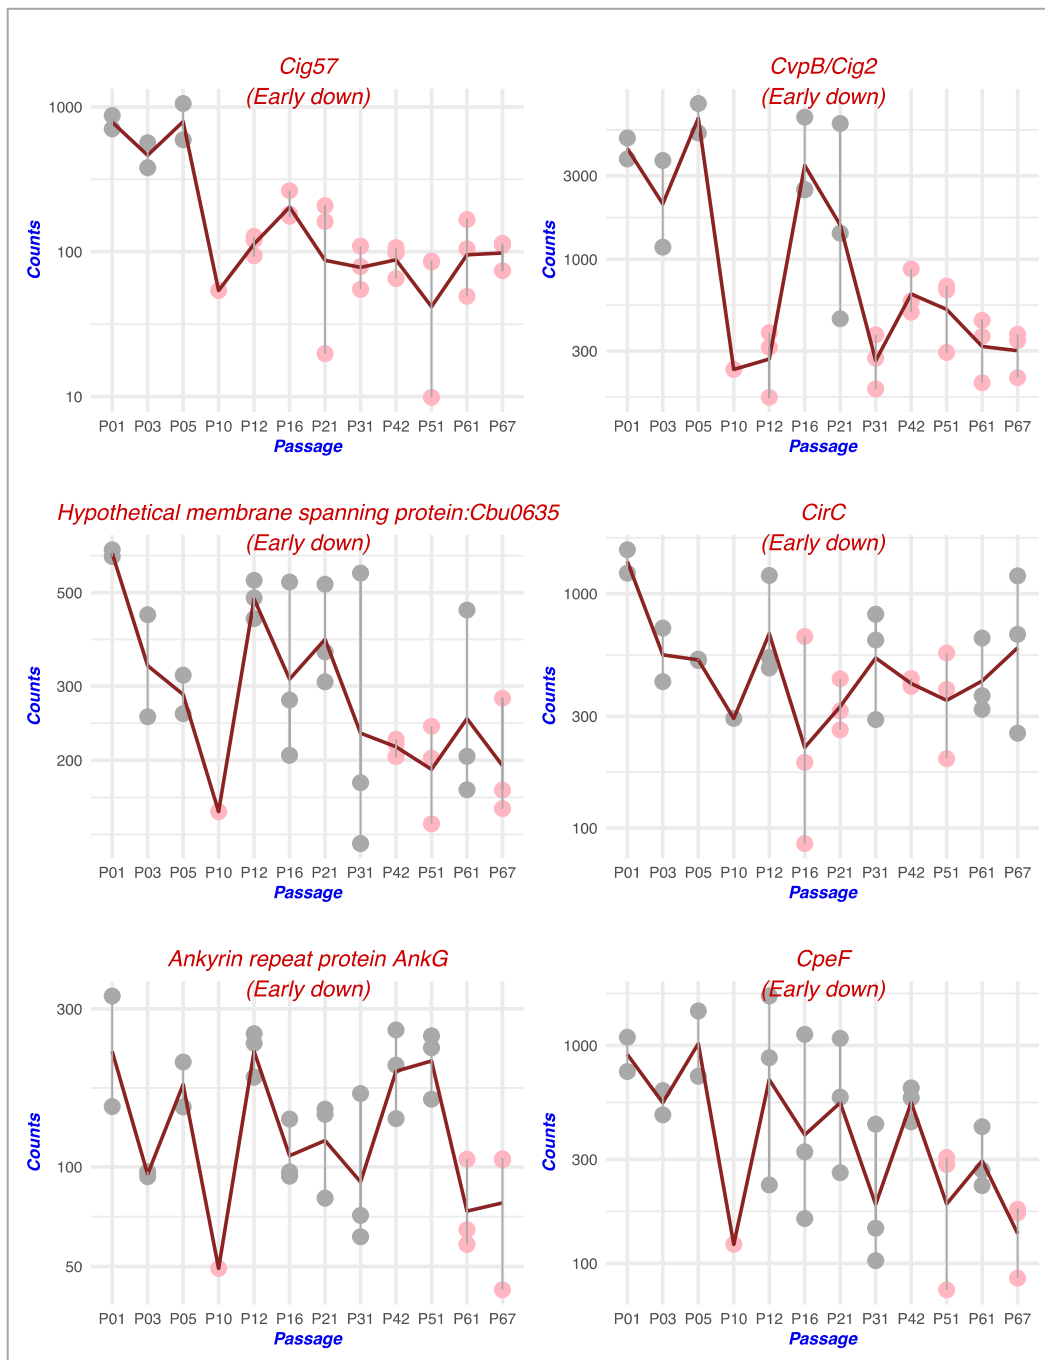 Cig57
(Early down)
Counts
1000
100
10
P01 P03 P05 P10 P12 P16 P21 P31 P42 P51 P61 P67
Passage
CvpB/Cig2
(Early down)
Counts
3000
1000
300
P01 P03 P05 P10 P12 P16 P21 P31 P42 P51 P61 P67
Passage
Hypothetical membrane spanning protein:Cbu0635
(Early down)
Counts
500
300
200
P01 P03 P05 P10 P12 P16 P21 P31 P42 P51 P61 P67
Passage
CirC
(Early down)
Counts
1000
300
100
P01 P03 P05 P10 P12 P16 P21 P31 P42 P51 P61 P67
Passage
Ankyrin repeat protein AnkG
(Early down)
Counts
300
100
50
P01 P03 P05 P10 P12 P16 P21 P31 P42 P51 P61 P67
Passage
CpeF
(Early down)
Counts
1000
300
100
P01 P03 P05 P10 P12 P16 P21 P31 P42 P51 P61 P67
Passage